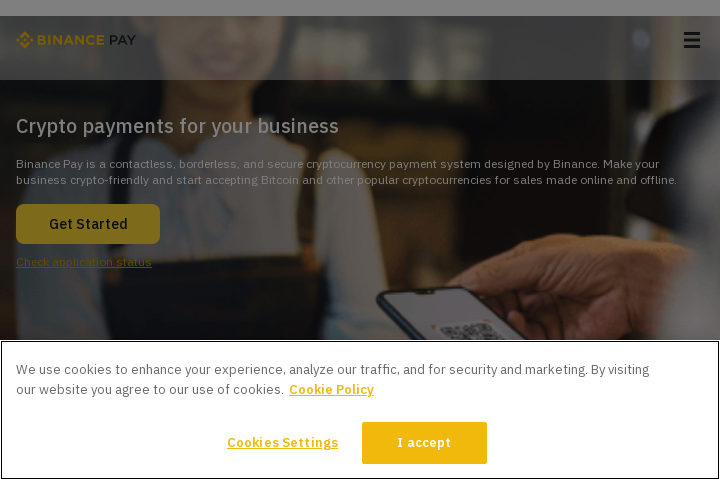 BINANCE PAY
Crypto payments for your business
Binance Pay is a contactless, borderless, and secure cryptocurrency payment system designed by Binance. Make your
business crypto-friendly and start accepting Bitcoin and other popular cryptocurrencies for sales made online and offline.
Get Started
Check application status
We use cookies to enhance your experience, analyze our traffic, and for security and marketing. By visiting
our website you agree to our use of cookies. Cookie Policy
Cookies Settings
I accept